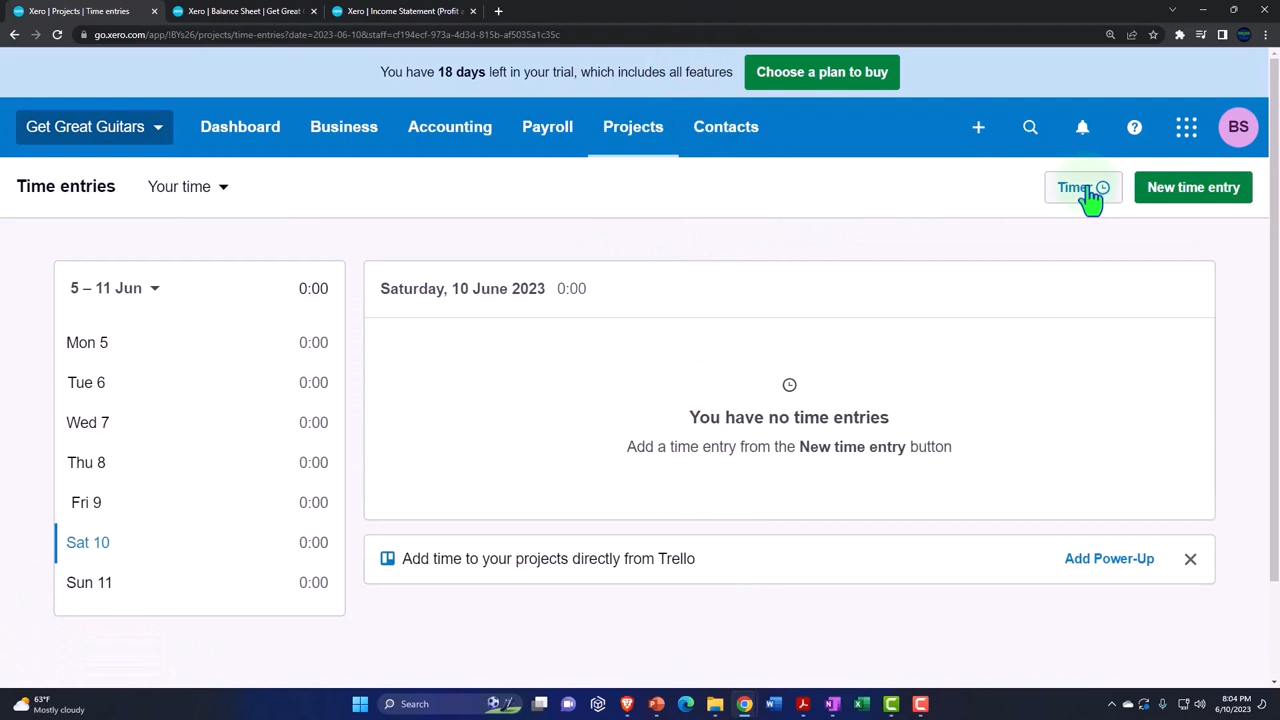 Xero | Projects | Time entries
Xero | Balance Sheet | Get Great
Xero | Income Statement (Profit a
go.xero.com/app/!BYs26/projects/time-entries?date=2023-06-10&staff=cf194ecf-973a-4d3d-815b-af5035a1c35c
You have 18 days left in your trial, which includes all features
Choose a plan to buy
Get Great Guitars
Dashboard
Business
Accounting
Payroll
Projects
Contacts
BS
Time entries
Your time
Timer
New time entry
5 – 11 Jun 0:00
Saturday, 10 June 2023 0:00
Mon 5 0:00
Tue 6 0:00
Wed 7 0:00
Thu 8 0:00
Fri 9 0:00
Sat 10 0:00
Sun 11 0:00
You have no time entries
Add a time entry from the New time entry button
Add time to your projects directly from Trello
Add Power-Up
63°F
Mostly cloudy
Search
8:04 PM
6/10/2023